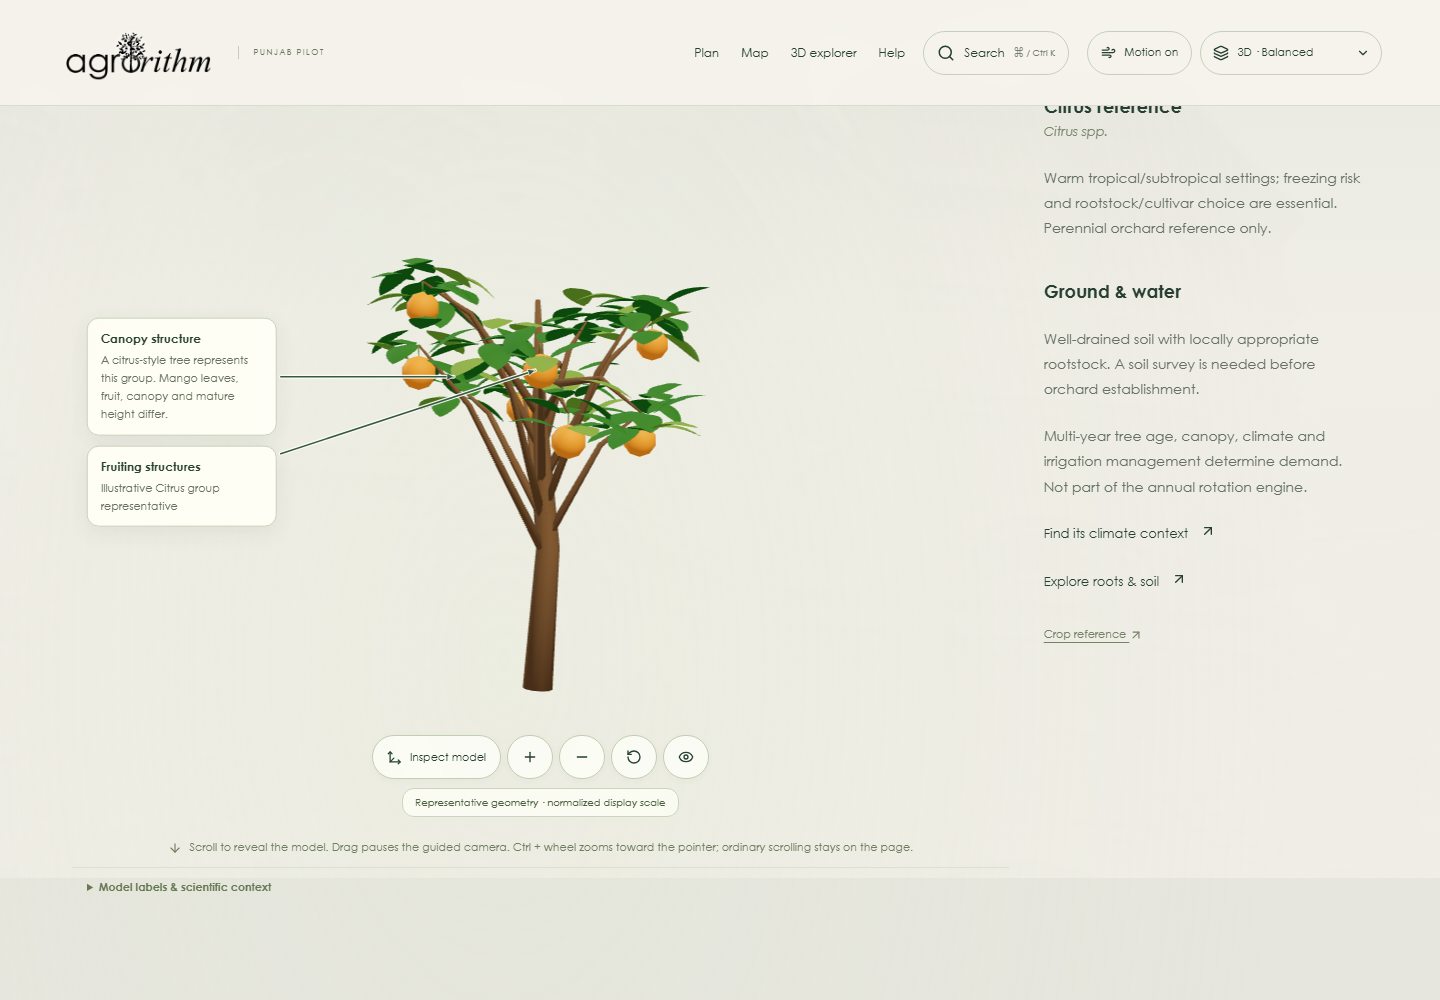 agrorithm
PUNJAB PILOT
Plan
Map
3D explorer
Help
Search ⌘ / Ctrl K
Motion on
3D · Balanced
Citrus reference
Citrus spp.
Warm tropical/subtropical settings; freezing risk
and rootstock/cultivar choice are essential.
Perennial orchard reference only.
Ground & water
Well-drained soil with locally appropriate
rootstock. A soil survey is needed before
orchard establishment.
Multi-year tree age, canopy, climate and
irrigation management determine demand.
Not part of the annual rotation engine.
Find its climate context
Explore roots & soil
Crop reference
Canopy structure
A citrus-style tree represents
this group. Mango leaves,
fruit, canopy and mature
height differ.
Fruiting structures
Illustrative Citrus group
representative
Inspect model
Representative geometry · normalized display scale
Scroll to reveal the model. Drag pauses the guided camera. Ctrl + wheel zooms toward the pointer; ordinary scrolling stays on the page.
Model labels & scientific context